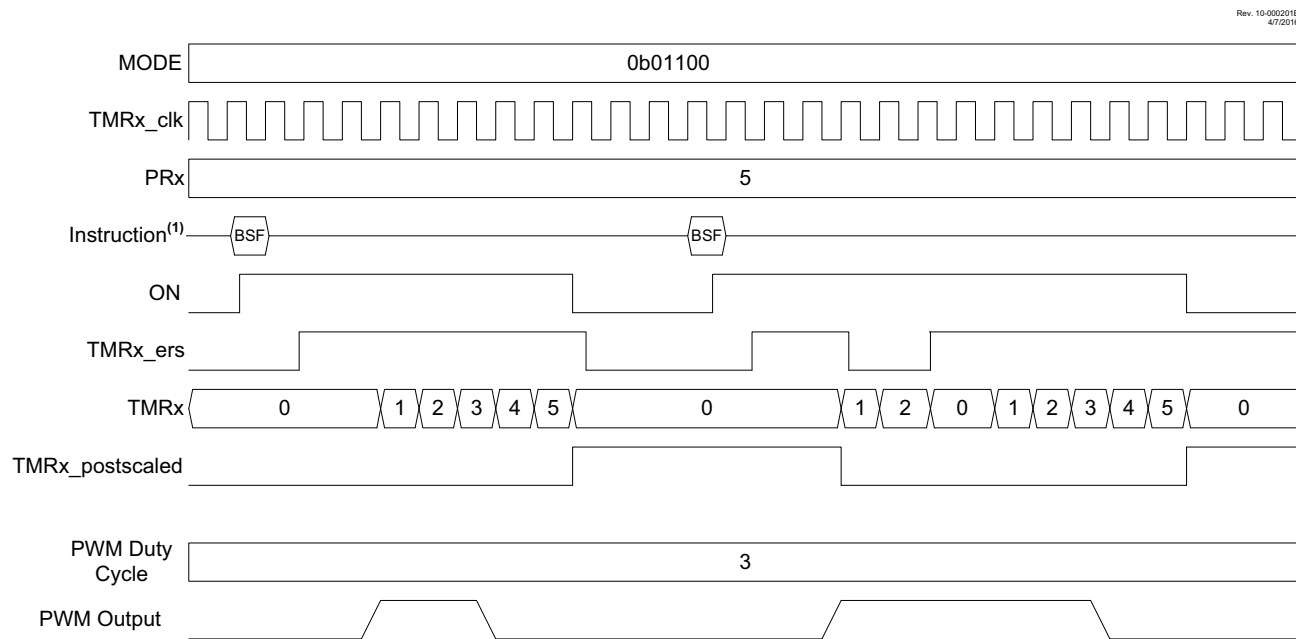 Rev. 10-000201B
4/7/2016
MODE 0b01100
TMRx_clk
PRx 5
Instruction(1) BSF BSF
ON
TMRx_ers
TMRx 0 1 2 3 4 5 0 1 2 0 1 2 3 4 5 0
TMRx_postscaled
PWM Duty
Cycle 3
PWM Output